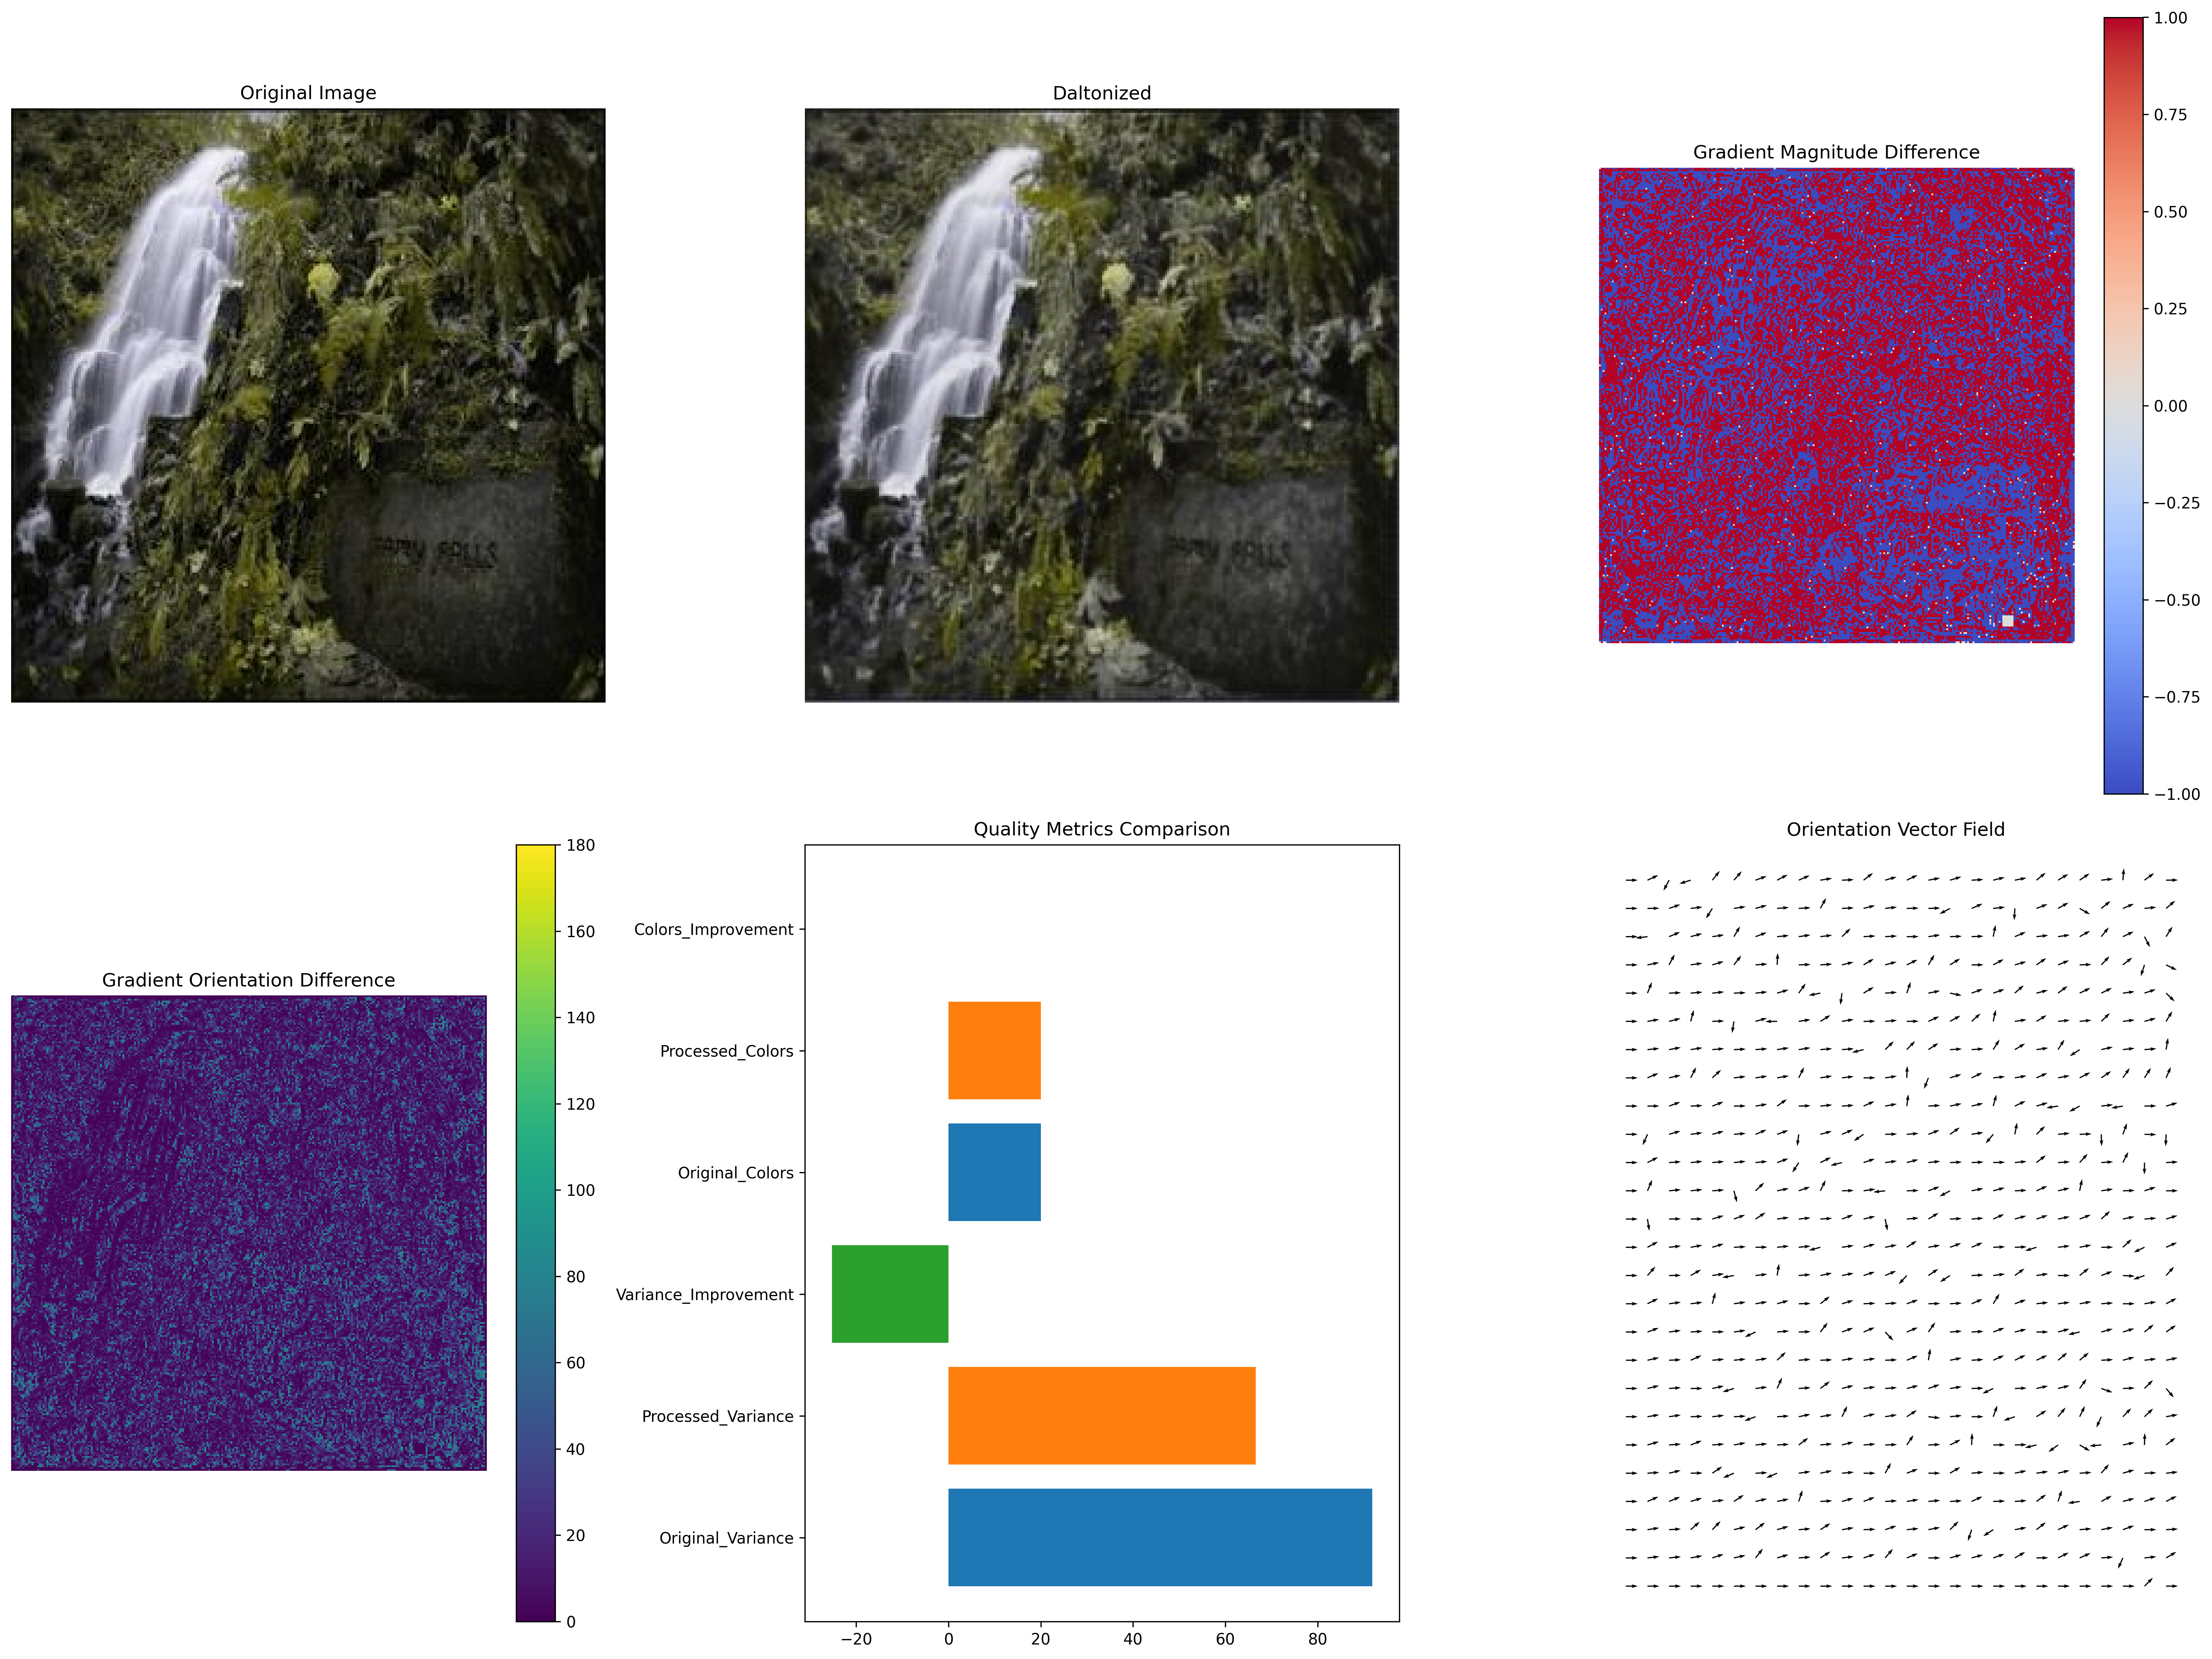 Original Image
Daltonized
Gradient Magnitude Difference
1.00
0.75
0.50
0.25
0.00
−0.25
−0.50
−0.75
−1.00
FALLS
FALLS
Gradient Orientation Difference
180
160
140
120
100
80
60
40
20
0
Quality Metrics Comparison
Colors_Improvement
Processed_Colors
Original_Colors
Variance_Improvement
Processed_Variance
Original_Variance
−20 0 20 40 60 80
Orientation Vector Field